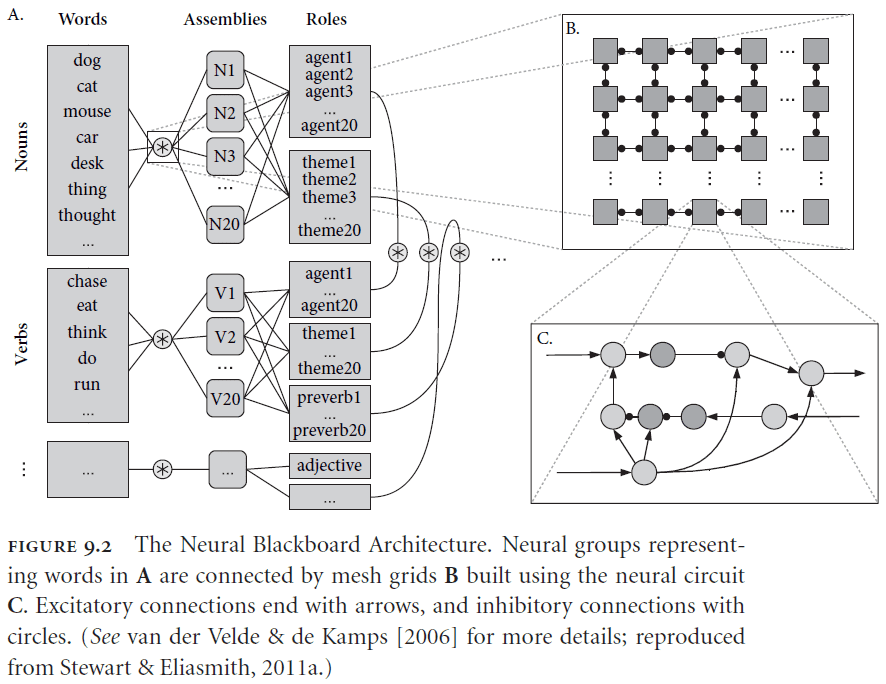 A.
Words
Assemblies
Roles
Nouns
dog
cat
mouse
car
desk
thing
thought
...
N1
N2
N3
...
N20
agent1
agent2
agent3
...
agent20
theme1
theme2
theme3
...
theme20
Verbs
chase
eat
think
do
run
...
V1
V2
...
V20
agent1
...
agent20
theme1
...
theme20
preverb1
...
preverb20
...
...
...
adjective
...
...
B.
...
...
...
...
...
...
...
...
...
C.
FIGURE 9.2 The Neural Blackboard Architecture. Neural groups represent-
ing words in A are connected by mesh grids B built using the neural circuit
C. Excitatory connections end with arrows, and inhibitory connections with
circles. (See van der Velde & de Kamps [2006] for more details; reproduced
from Stewart & Eliasmith, 2011a.)